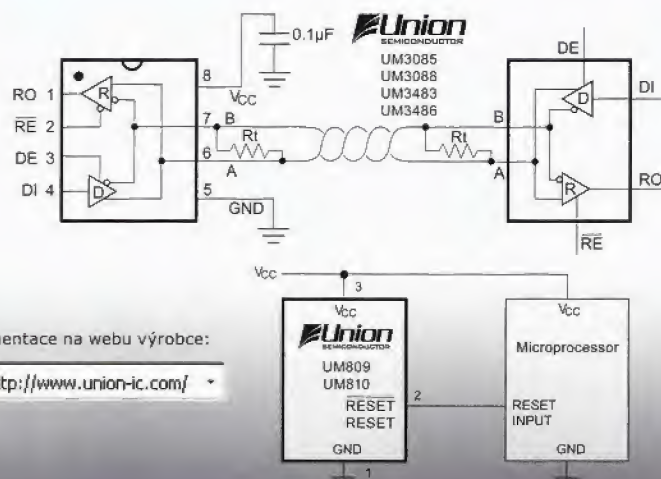 0.1µF
Union
SEMICONDUCTOR
UM3085
UM3088
UM3483
UM3486
8
VCC
RO 1
R
RE 2
DE 3
DI 4
D
7
B
6
A
5
GND
Rt
Rt
B
A
DE
D
DI
R
RO
RE
VCC
3
VCC
Union
SEMICONDUCTOR
UM809
UM810
RESET
RESET
GND
1
2
VCC
Microprocessor
RESET
INPUT
GND
entace na webu výrobce:
tp://www.union-ic.com/